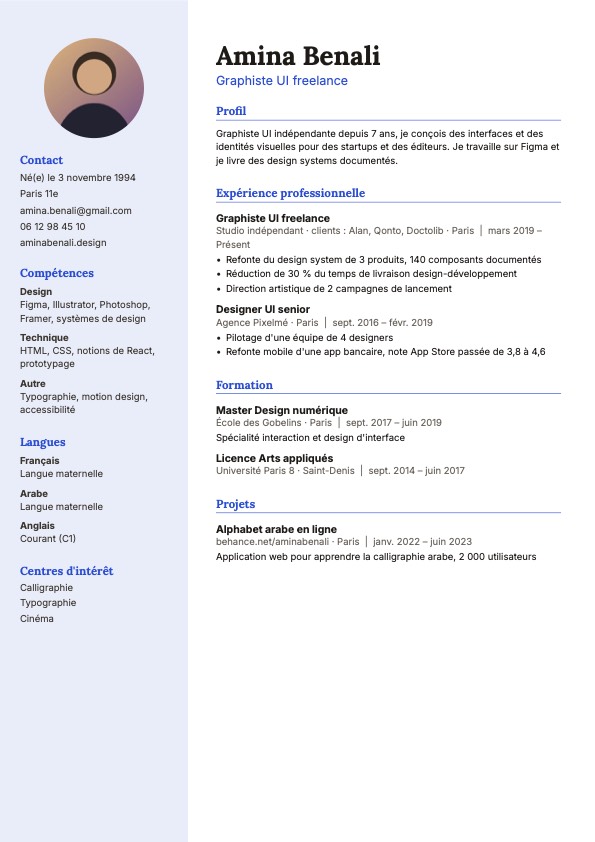 Contact
Né(e) le 3 novembre 1994
Paris 11e
amina.benali@gmail.com
06 12 98 45 10
aminabenali.design
Compétences
Design
Figma, Illustrator, Photoshop,
Framer, systèmes de design
Technique
HTML, CSS, notions de React,
prototypage
Autre
Typographie, motion design,
accessibilité
Langues
Français
Langue maternelle
Arabe
Langue maternelle
Anglais
Courant (C1)
Centres d'intérêt
Calligraphie
Typographie
Cinéma
Amina Benali
Graphiste UI freelance
Profil
Graphiste UI indépendante depuis 7 ans, je conçois des interfaces et des
identités visuelles pour des startups et des éditeurs. Je travaille sur Figma et
je livre des design systems documentés.
Expérience professionnelle
Graphiste UI freelance
Studio indépendant · clients : Alan, Qonto, Doctolib · Paris | mars 2019 –
Présent
• Refonte du design system de 3 produits, 140 composants documentés
• Réduction de 30 % du temps de livraison design-développement
• Direction artistique de 2 campagnes de lancement
Designer UI senior
Agence Pixelmé · Paris | sept. 2016 – févr. 2019
• Pilotage d'une équipe de 4 designers
• Refonte mobile d'une app bancaire, note App Store passée de 3,8 à 4,6
Formation
Master Design numérique
École des Gobelins · Paris | sept. 2017 – juin 2019
Spécialité interaction et design d'interface
Licence Arts appliqués
Université Paris 8 · Saint-Denis | sept. 2014 – juin 2017
Projets
Alphabet arabe en ligne
behance.net/aminabenali · Paris | janv. 2022 – juin 2023
Application web pour apprendre la calligraphie arabe, 2 000 utilisateurs